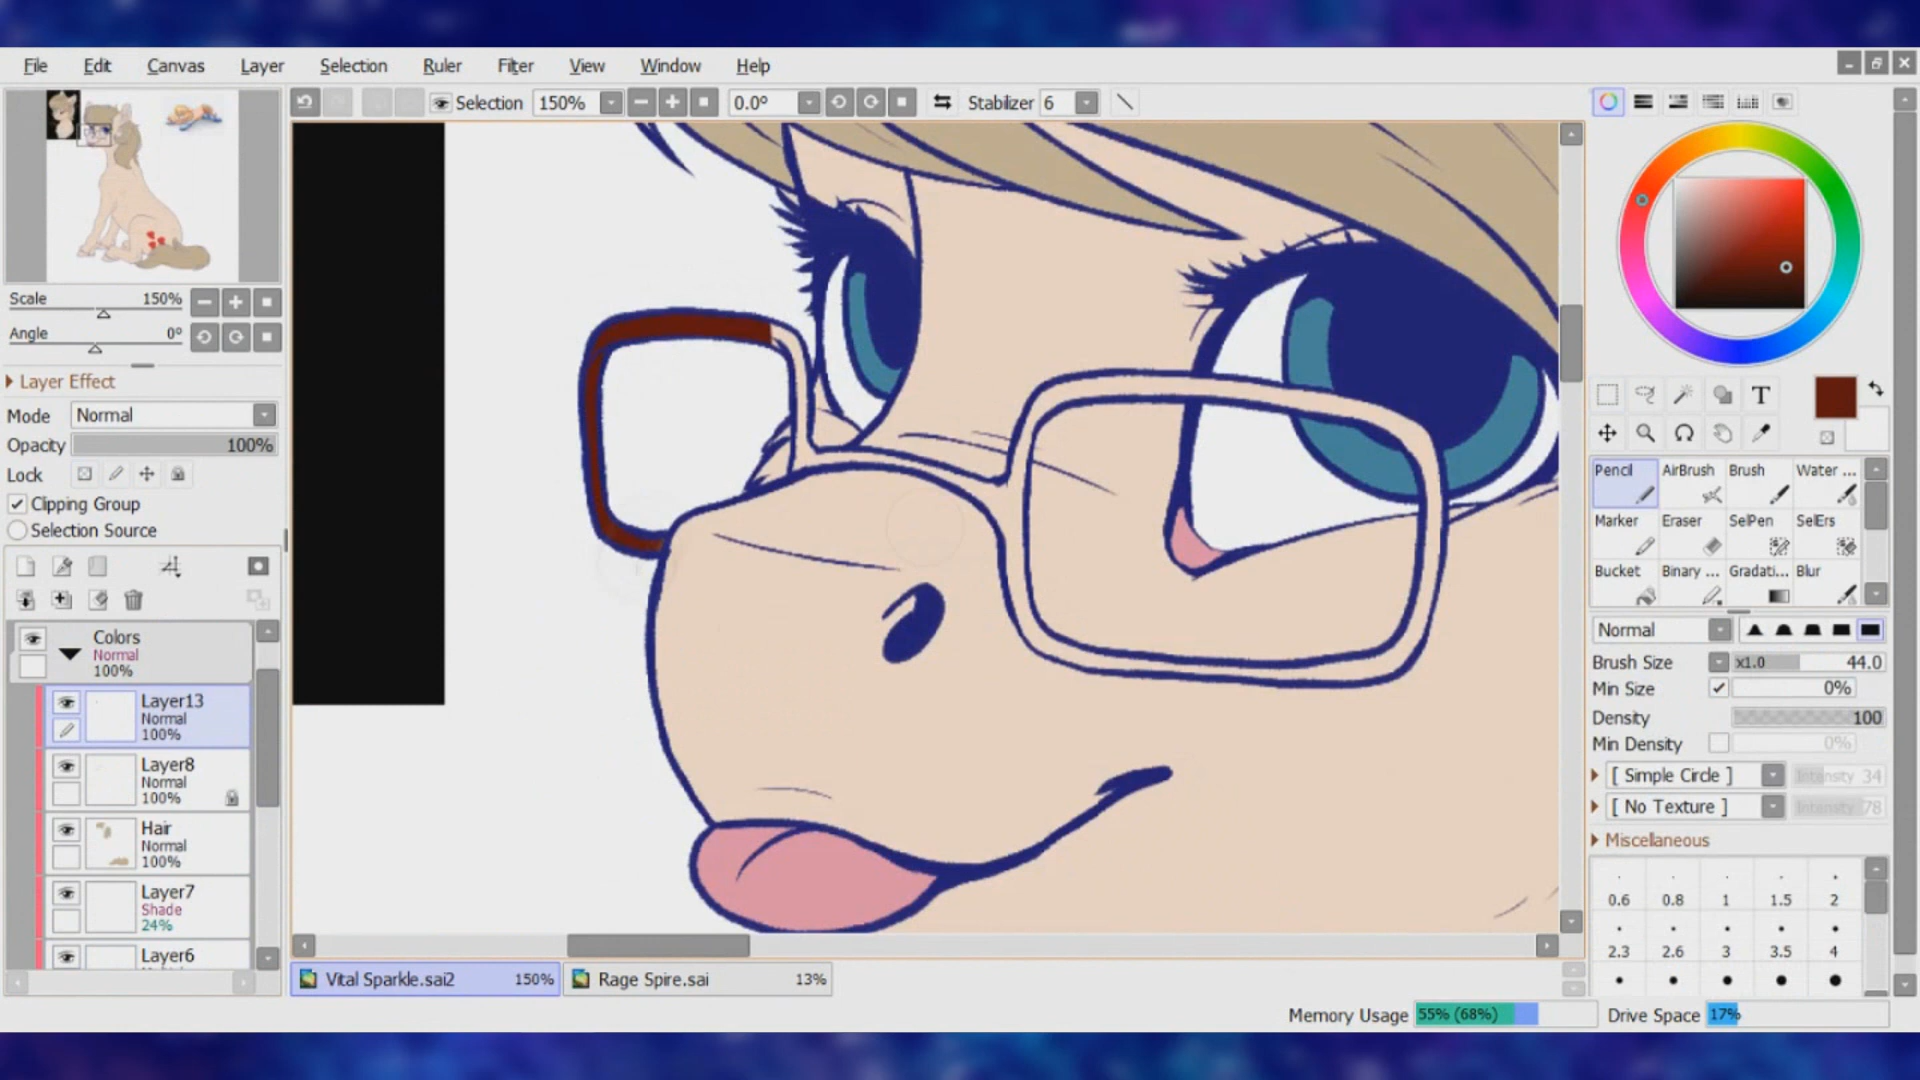 File Edit Canvas Layer Selection Ruler Filter View Window Help
Selection 150% 0.0º Stabilizer 6
Scale 150%
Angle 0º
Layer Effect
Mode Normal
Opacity 100%
Lock
Clipping Group
Selection Source
Colors
Normal
100%
Layer13
Normal
100%
Layer8
Normal
100%
Hair
Normal
100%
Layer7
Shade
24%
Layer6
T
Pencil AirBrush Brush Water ...
Marker Eraser SelPen SelErs
Bucket Binary ... Gradati... Blur
Normal
Brush Size x1.0 44.0
Min Size 0%
Density 100
Min Density 0%
[ Simple Circle ] Intensity 34
[ No Texture ] Intensity 78
Miscellaneous
0.6 0.8 1 1.5 2
2.3 2.6 3 3.5 4
Vital Sparkle.sai2 150% Rage Spire.sai 13%
Memory Usage 55% (68%) Drive Space 17%